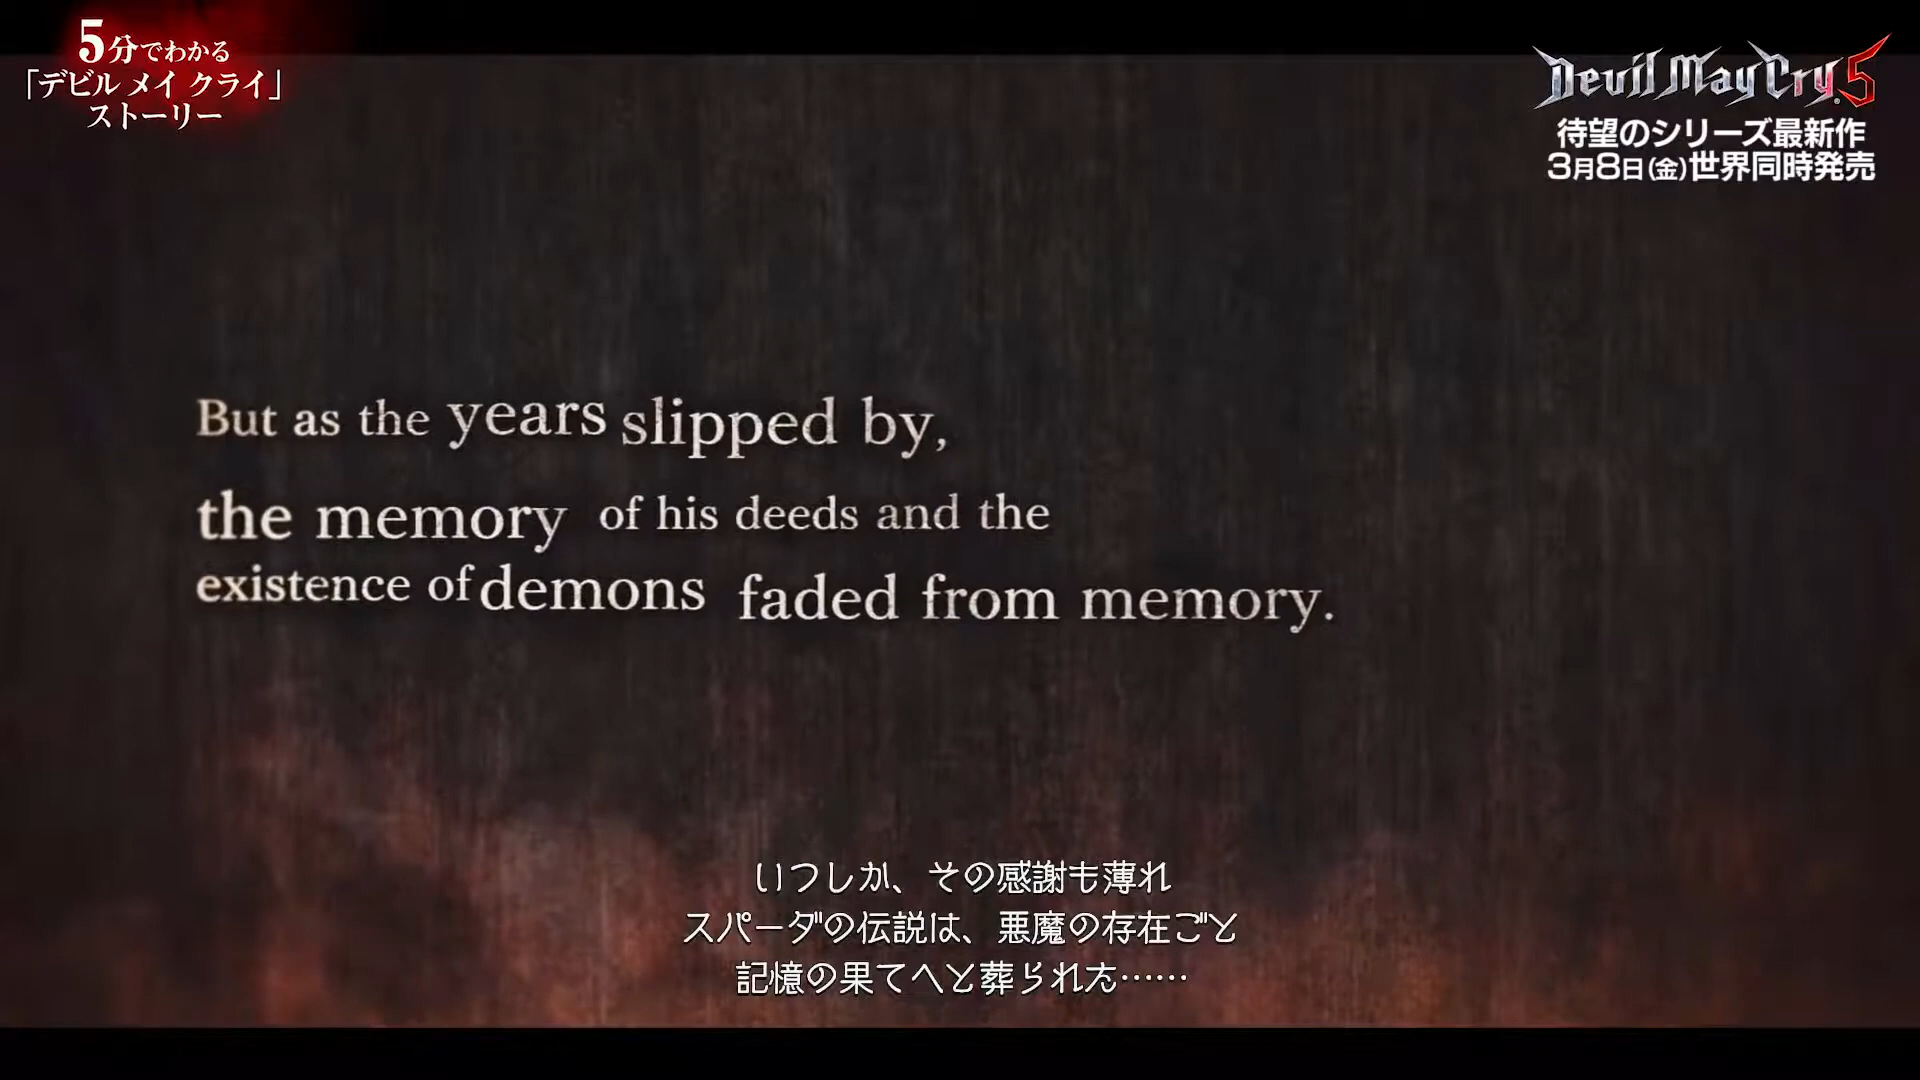 5分でわかる
「デビル メイ クライ」
ストーリー
Devil May Cry 5
待望のシリーズ最新作
3月8日(金)世界同時発売
But as the years slipped by,
the memory of his deeds and the
existence of demons faded from memory.
いつしか、その感謝も薄れ
スパーダの伝説は、悪魔の存在ごと
記憶の果てへと葬られた……